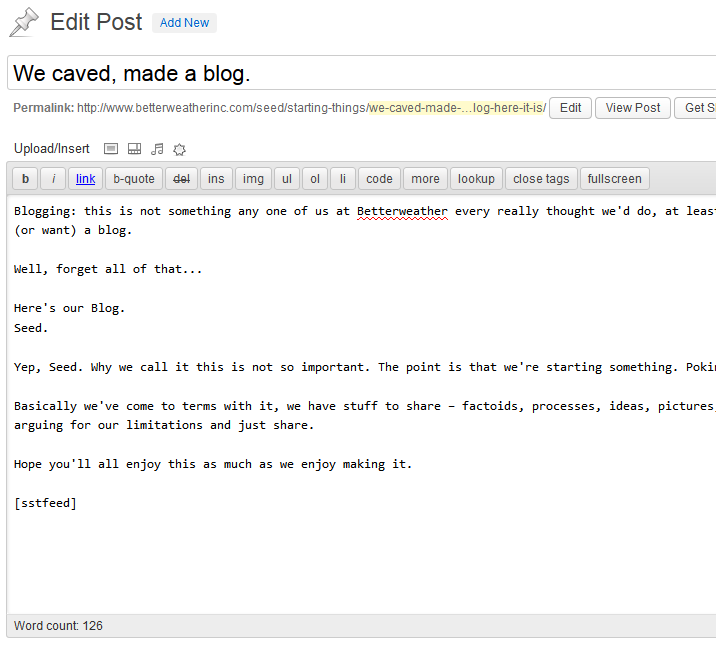 Edit Post Add New
We caved, made a blog.
Permalink: http://www.betterweatherinc.com/seed/starting-things/we-caved-made-…log-here-it-is/ Edit View Post Get
Upload/Insert
b i link b-quote del ins img ul ol li code more lookup close tags fullscreen
Blogging: this is not something any one of us at Betterweather every really thought we'd do, at least
(or want) a blog.
Well, forget all of that...
Here's our Blog.
Seed.
Yep, Seed. Why we call it this is not so important. The point is that we're starting something.
Basically we've come to terms with it, we have stuff to share – factoids, processes, ideas, pictures,
arguing for our limitations and just share.
Hope you'll all enjoy this as much as we enjoy making it.
[sstfeed]
Word count: 126